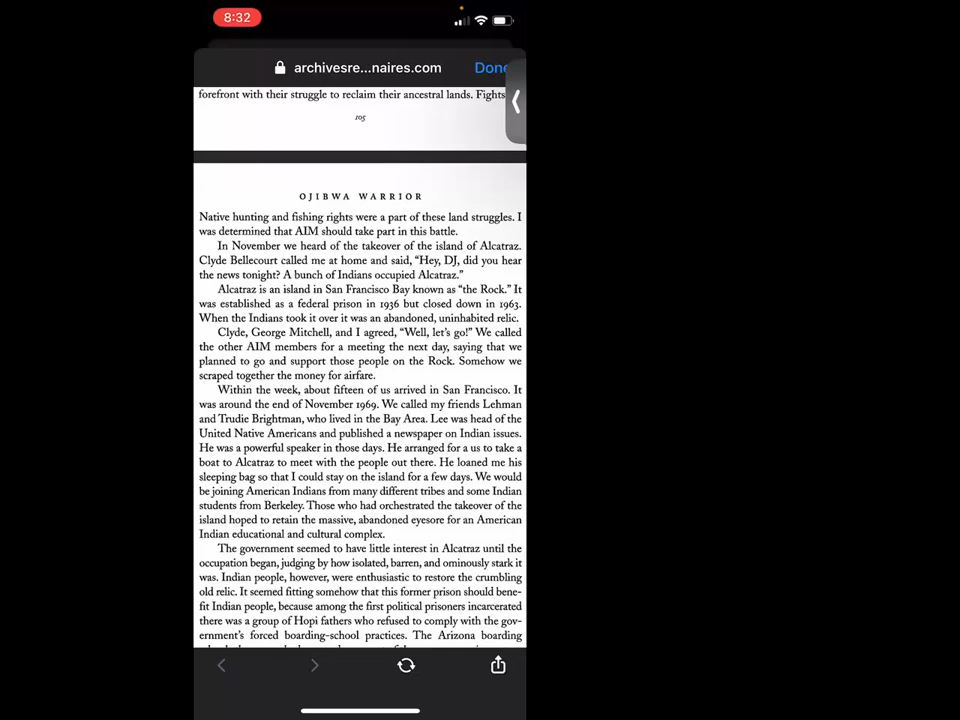 8:32
archivesre...naires.com
Done
forefront with their struggle to reclaim their ancestral lands. Fights
105
OJIBWA WARRIOR
Native hunting and fishing rights were a part of these land struggles. I
was determined that AIM should take part in this battle.
In November we heard of the takeover of the island of Alcatraz.
Clyde Bellecourt called me at home and said, “Hey, DJ, did you hear
the news tonight? A bunch of Indians occupied Alcatraz.”
Alcatraz is an island in San Francisco Bay known as “the Rock.” It
was established as a federal prison in 1936 but closed down in 1963.
When the Indians took it over it was an abandoned, uninhabited relic.
Clyde, George Mitchell, and I agreed, “Well, let’s go!” We called
the other AIM members for a meeting the next day, saying that we
planned to go and support those people on the Rock. Somehow we
scraped together the money for airfare.
Within the week, about fifteen of us arrived in San Francisco. It
was around the end of November 1969. We called my friends Lehman
and Trudie Brightman, who lived in the Bay Area. Lee was head of the
United Native Americans and published a newspaper on Indian issues.
He was a powerful speaker in those days. He arranged for a us to take a
boat to Alcatraz to meet with the people out there. He loaned me his
sleeping bag so that I could stay on the island for a few days. We would
be joining American Indians from many different tribes and some Indian
students from Berkeley. Those who had orchestrated the takeover of the
island hoped to retain the massive, abandoned eyesore for an American
Indian educational and cultural complex.
The government seemed to have little interest in Alcatraz until the
occupation began, judging by how isolated, barren, and ominously stark it
was. Indian people, however, were enthusiastic to restore the crumbling
old relic. It seemed fitting somehow that this former prison should bene-
fit Indian people, because among the first political prisoners incarcerated
there was a group of Hopi fathers who refused to comply with the gov-
ernment’s forced boarding-school practices. The Arizona boarding